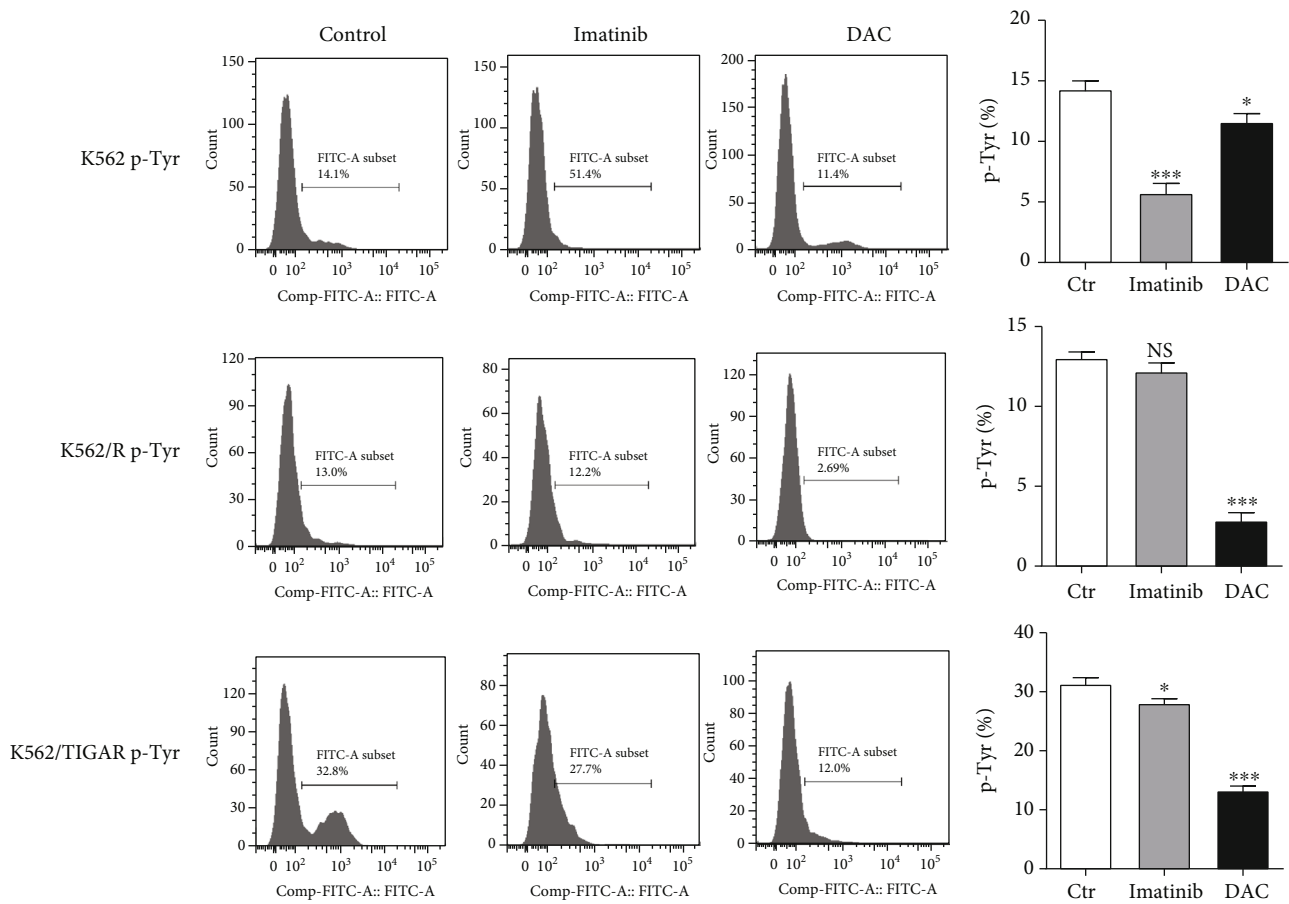 Control
Imatinib
DAC
K562 p-Tyr
150
100
50
0
Count
FITC-A subset
14.1%
0 10² 10³ 10⁴ 10⁵
Comp-FITC-A:: FITC-A
150
100
50
0
Count
FITC-A subset
51.4%
0 10² 10³ 10⁴ 10⁵
Comp-FITC-A:: FITC-A
200
150
100
50
0
Count
FITC-A subset
11.4%
0 10² 10³ 10⁴ 10⁵
Comp-FITC-A:: FITC-A
20
15
10
5
0
p-Tyr (%)
***
*
Ctr Imatinib DAC
K562/R p-Tyr
120
90
60
30
0
Count
FITC-A subset
13.0%
0 10² 10³ 10⁴ 10⁵
Comp-FITC-A:: FITC-A
80
60
40
20
0
Count
FITC-A subset
12.2%
0 10² 10³ 10⁴ 10⁵
Comp-FITC-A:: FITC-A
120
90
60
30
0
Count
FITC-A subset
2.69%
0 10² 10³ 10⁴ 10⁵
Comp-FITC-A:: FITC-A
15
10
5
0
p-Tyr (%)
NS
***
Ctr Imatinib DAC
K562/TIGAR p-Tyr
120
90
60
30
0
Count
FITC-A subset
32.8%
0 10² 10³ 10⁴ 10⁵
Comp-FITC-A:: FITC-A
80
60
40
20
0
Count
FITC-A subset
27.7%
0 10² 10³ 10⁴ 10⁵
Comp-FITC-A:: FITC-A
100
80
60
40
20
0
Count
FITC-A subset
12.0%
0 10² 10³ 10⁴ 10⁵
Comp-FITC-A:: FITC-A
40
30
20
10
0
p-Tyr (%)
*
***
Ctr Imatinib DAC